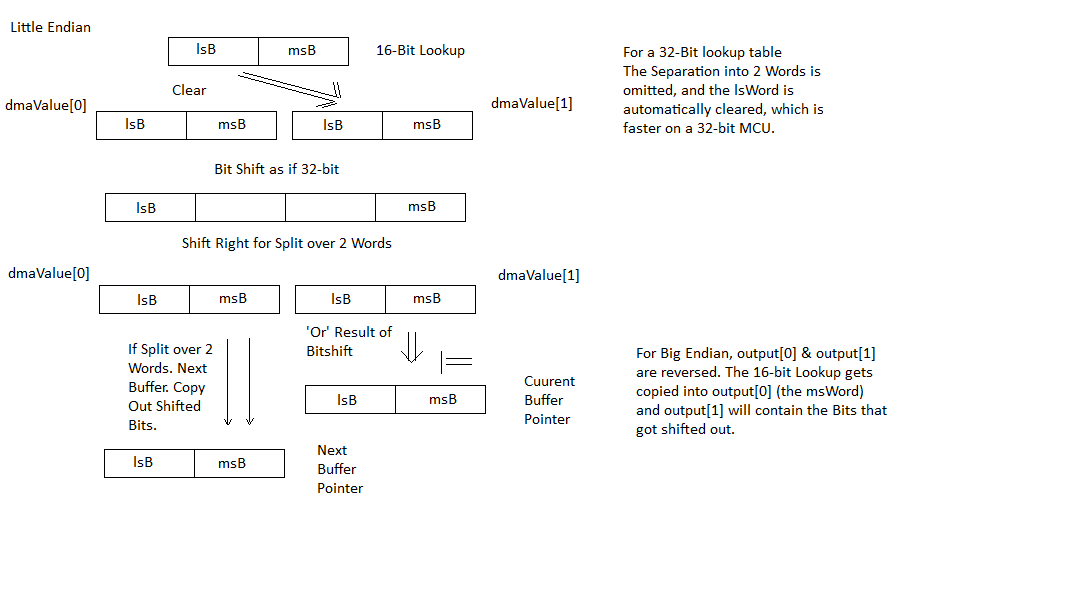 Little Endian
lsB
msB
16-Bit Lookup
For a 32-Bit lookup table
The Separation into 2 Words is
omitted, and the lsWord is
automatically cleared, which is
faster on a 32-bit MCU.
Clear
dmaValue[0]
dmaValue[1]
lsB
msB
lsB
msB
Bit Shift as if 32-bit
lsB
msB
Shift Right for Split over 2 Words
dmaValue[0]
dmaValue[1]
lsB
msB
lsB
msB
If Split over 2
Words. Next
Buffer. Copy
Out Shifted
Bits.
'Or' Result of
Bitshift
|=
lsB
msB
Cuurent
Buffer
Pointer
For Big Endian, output[0] & output[1]
are reversed. The 16-bit Lookup gets
copied into output[0] (the msWord)
and output[1] will contain the Bits that
got shifted out.
lsB
msB
Next
Buffer
Pointer